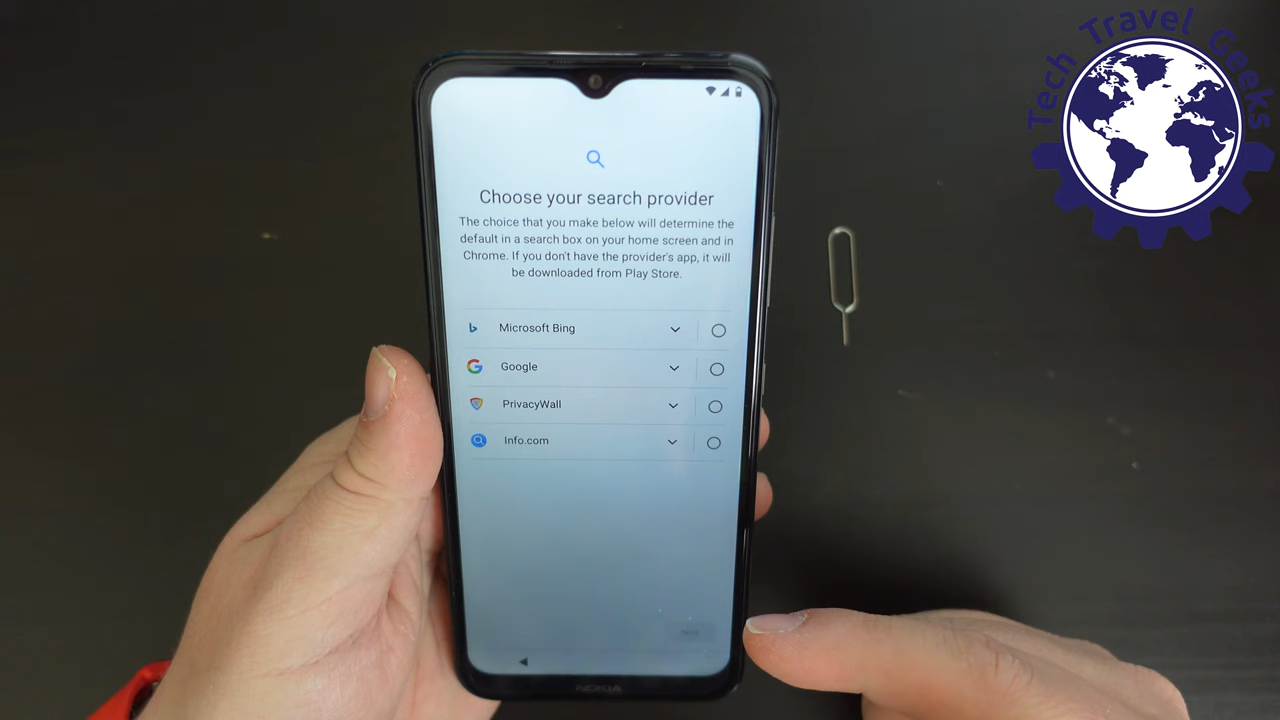 Tech Travel Geeks
Choose your search provider
The choice that you make below will determine the
default in a search box on your home screen and in
Chrome. If you don't have the provider's app, it will
be downloaded from Play Store.
Microsoft Bing
Google
PrivacyWall
Info.com
NOKIA